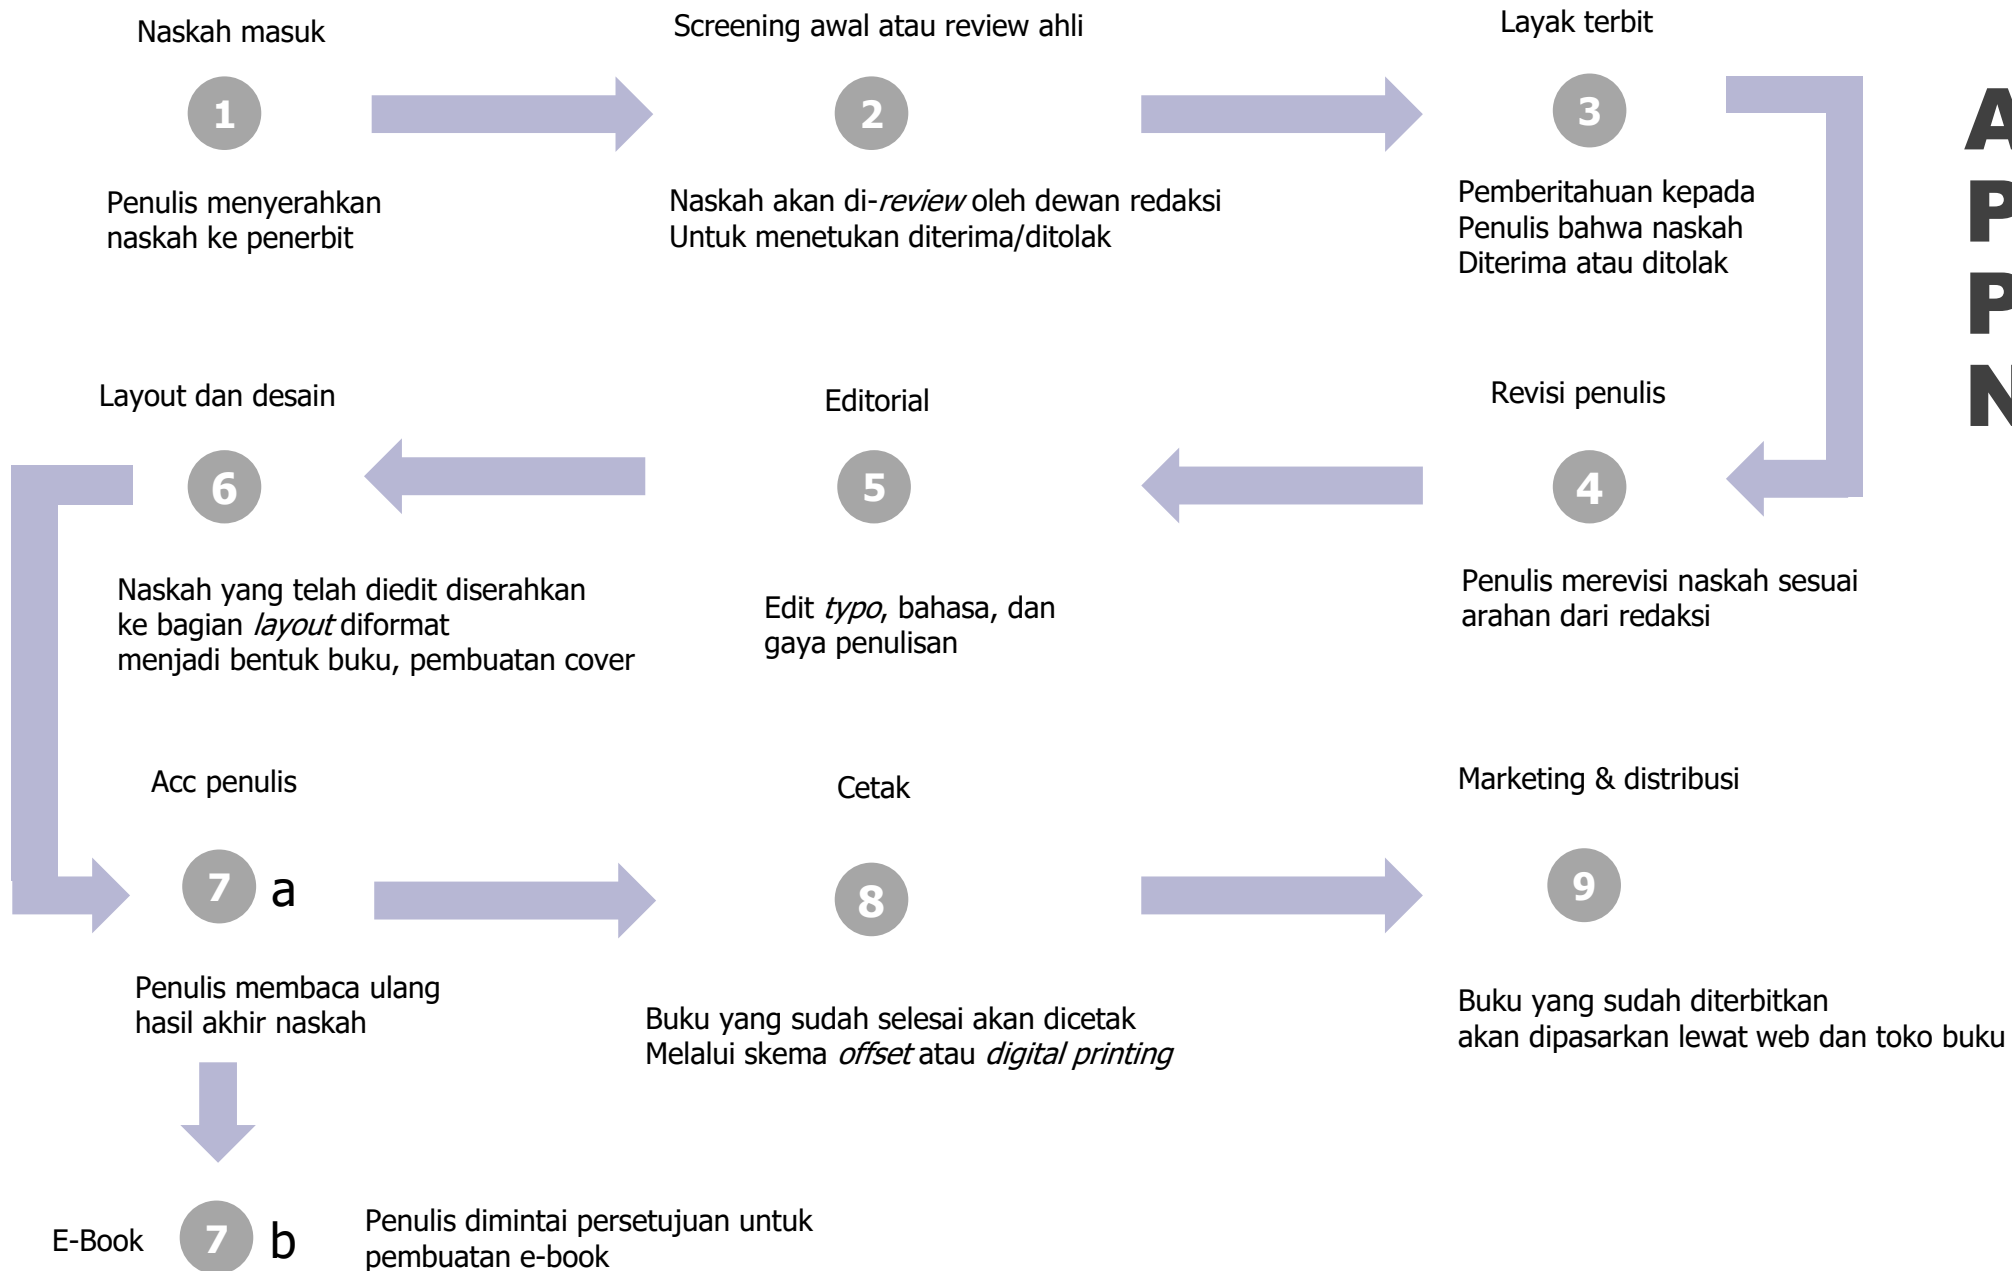 Naskah masuk
1
Penulis menyerahkan
naskah ke penerbit
Screening awal atau review ahli
2
Naskah akan di-review oleh dewan redaksi
Untuk menetukan diterima/ditolak
Layak terbit
3
Pemberitahuan kepada
Penulis bahwa naskah
Diterima atau ditolak
Revisi penulis
4
Penulis merevisi naskah sesuai
arahan dari redaksi
Editorial
5
Edit typo, bahasa, dan
gaya penulisan
Layout dan desain
6
Naskah yang telah diedit diserahkan
ke bagian layout diformat
menjadi bentuk buku, pembuatan cover
Acc penulis
7 a
Penulis membaca ulang
hasil akhir naskah
E-Book
7 b
Penulis dimintai persetujuan untuk
pembuatan e-book
Cetak
8
Buku yang sudah selesai akan dicetak
Melalui skema offset atau digital printing
Marketing & distribusi
9
Buku yang sudah diterbitkan
akan dipasarkan lewat web dan toko buku